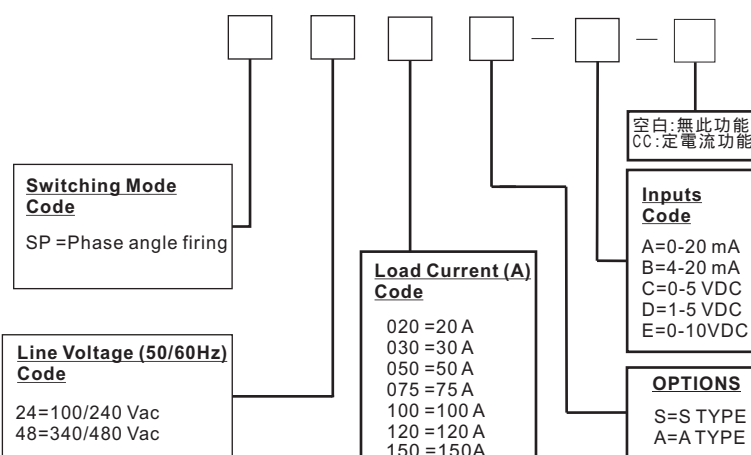 空白:無此功能
CC:定電流功能
Switching Mode
Code
SP =Phase angle firing
Inputs
Code
A=0-20 mA
B=4-20 mA
C=0-5 VDC
D=1-5 VDC
E=0-10VDC
Load Current (A)
Code
020 =20 A
030 =30 A
050 =50 A
075 =75 A
100 =100 A
120 =120 A
150 =150A
Line Voltage (50/60Hz)
Code
24=100/240 Vac
48=340/480 Vac
OPTIONS
S=S TYPE
A=A TYPE